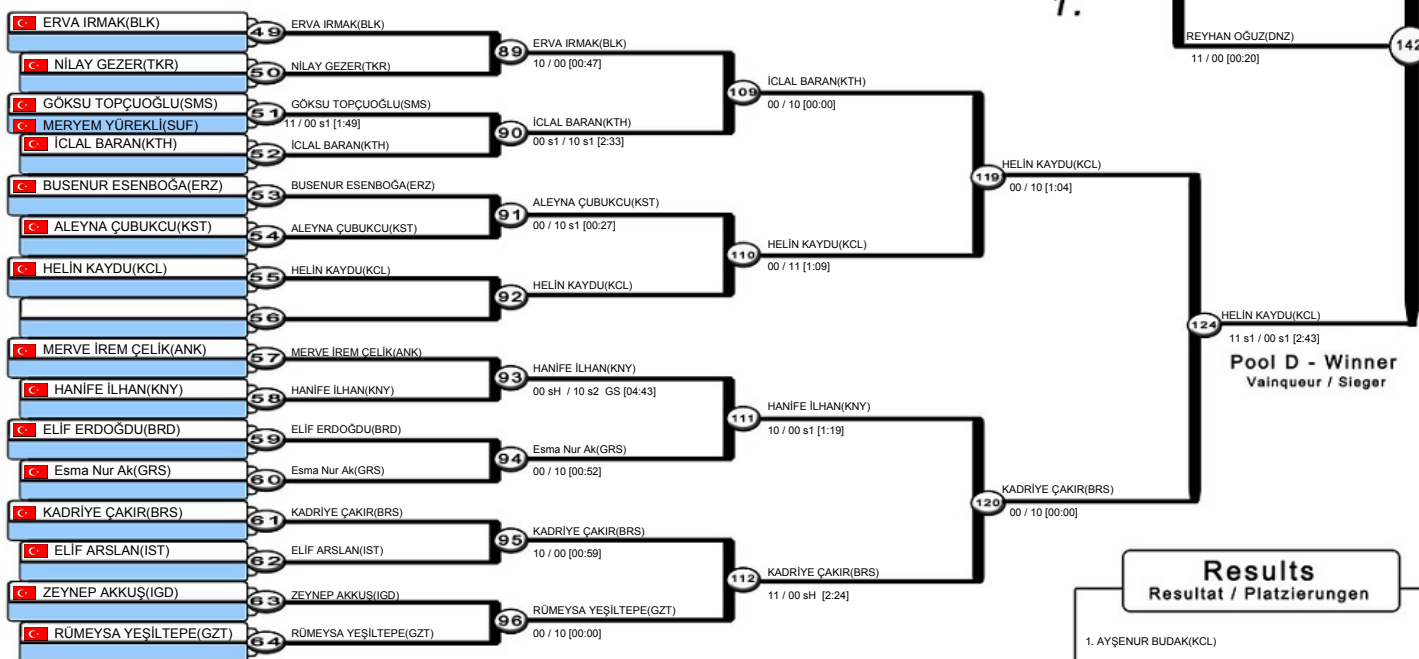 1.
ERVA IRMAK(BLK)
NİLAY GEZER(TKR)
GÖKSU TOPÇUOĞLU(SMS)
MERYEM YÜREKLİ(SUF)
İCLAL BARAN(KTH)
BUSENUR ESENBOĞA(ERZ)
ALEYNA ÇUBUKCU(KST)
HELİN KAYDU(KCL)
MERVE İREM ÇELİK(ANK)
HANİFE İLHAN(KNY)
ELİF ERDOĞDU(BRD)
Esma Nur Ak(GRS)
KADRİYE ÇAKIR(BRS)
ELİF ARSLAN(IST)
ZEYNEP AKKUŞ(IGD)
RÜMEYSA YEŞİLTEPE(GZT)
49 ERVA IRMAK(BLK)
50 NİLAY GEZER(TKR)
51 GÖKSU TOPÇUOĞLU(SMS)
11 / 00 s1 [1:49]
52 İCLAL BARAN(KTH)
53 BUSENUR ESENBOĞA(ERZ)
54 ALEYNA ÇUBUKCU(KST)
55 HELİN KAYDU(KCL)
56
57 MERVE İREM ÇELİK(ANK)
58 HANİFE İLHAN(KNY)
59 ELİF ERDOĞDU(BRD)
60 Esma Nur Ak(GRS)
61 KADRİYE ÇAKIR(BRS)
62 ELİF ARSLAN(IST)
63 ZEYNEP AKKUŞ(IGD)
64 RÜMEYSA YEŞİLTEPE(GZT)
89 ERVA IRMAK(BLK)
10 / 00 [00:47]
90 İCLAL BARAN(KTH)
00 s1 / 10 s1 [2:33]
91 ALEYNA ÇUBUKCU(KST)
00 / 10 s1 [00:27]
92 HELİN KAYDU(KCL)
93 HANİFE İLHAN(KNY)
00 sH / 10 s2 GS [04:43]
94 Esma Nur Ak(GRS)
00 / 10 [00:52]
95 KADRİYE ÇAKIR(BRS)
10 / 00 [00:59]
96 RÜMEYSA YEŞİLTEPE(GZT)
00 / 10 [00:00]
109 İCLAL BARAN(KTH)
00 / 10 [00:00]
110 HELİN KAYDU(KCL)
00 / 11 [1:09]
111 HANİFE İLHAN(KNY)
10 / 00 s1 [1:19]
112 KADRİYE ÇAKIR(BRS)
11 / 00 sH [2:24]
119 HELİN KAYDU(KCL)
00 / 10 [1:04]
120 KADRİYE ÇAKIR(BRS)
00 / 10 [00:00]
REYHAN OĞUZ(DNZ)
11 / 00 [00:20]
142
124 HELİN KAYDU(KCL)
11 s1 / 00 s1 [2:43]
Pool D - Winner
Vainqueur / Sieger
Results
Resultat / Platzierungen
1. AYŞENUR BUDAK(KCL)